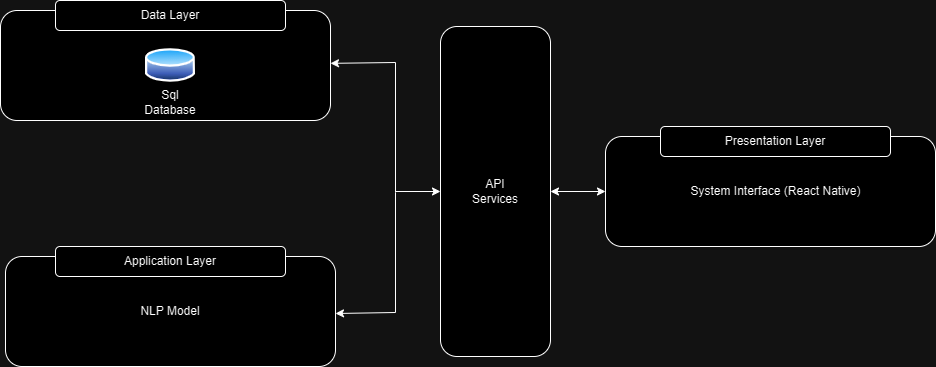 Data Layer
Sql
Database
API
Services
Presentation Layer
System Interface (React Native)
Application Layer
NLP Model